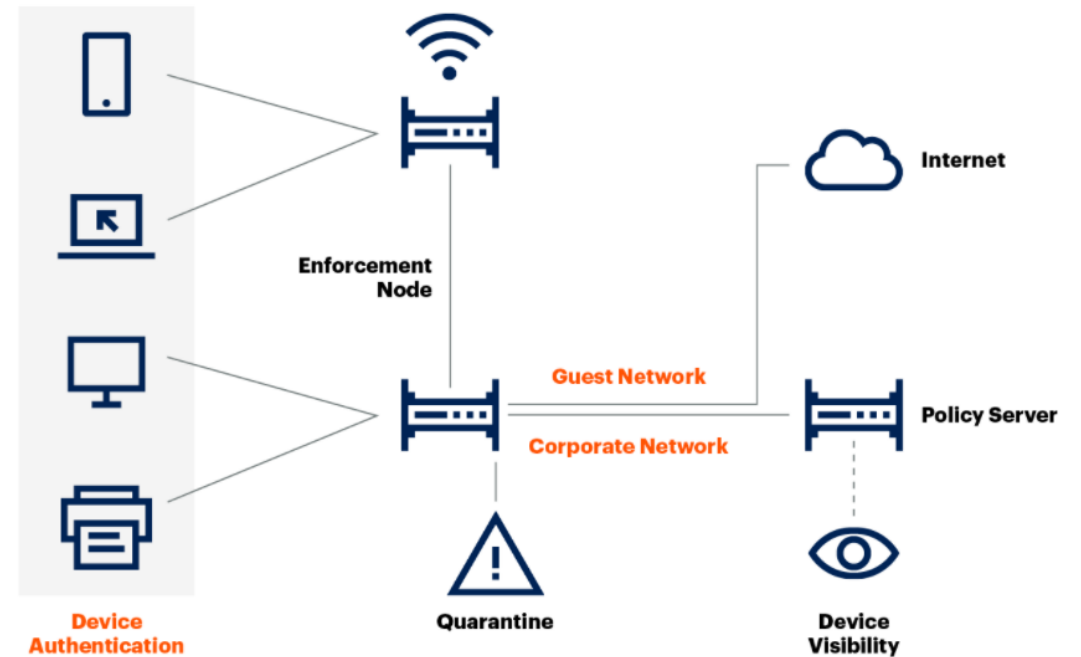 Internet
Enforcement
Node
Guest Network
Policy Server
Corporate Network
Device
Authentication
Quarantine
Device
Visibility